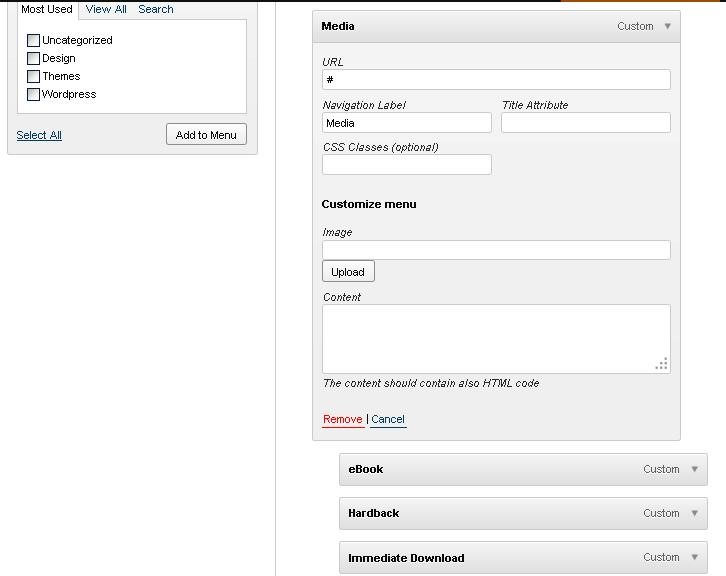 Most Used View All Search
Uncategorized
Design
Themes
Wordpress
Select All Add to Menu
Media Custom
URL
#
Navigation Label Title Attribute
Media
CSS Classes (optional)
Customize menu
Image
Upload
Content
The content should contain also HTML code
Remove | Cancel
eBook Custom
Hardback Custom
Immediate Download Custom